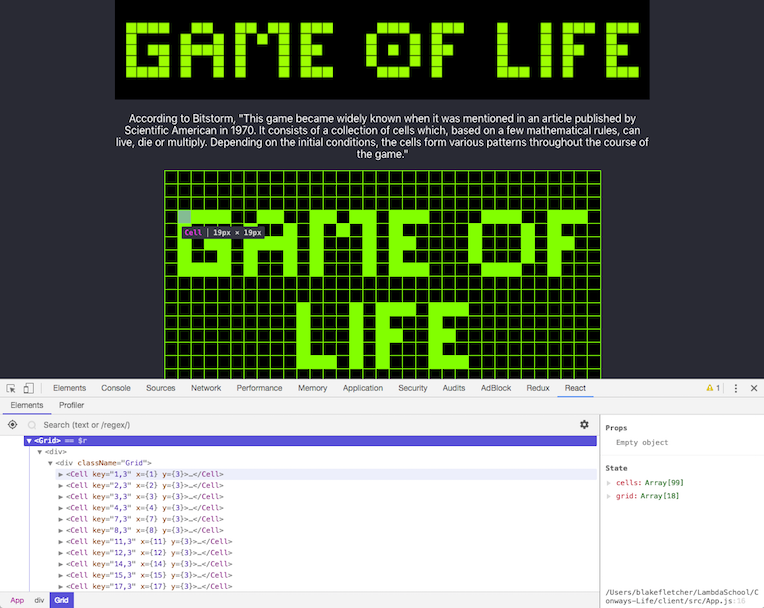 GAME OF LIFE
According to Bitstorm, "This game became widely known when it was mentioned in an article published by
Scientific American in 1970. It consists of a collection of cells which, based on a few mathematical rules, can
live, die or multiply. Depending on the initial conditions, the cells form various patterns throughout the course of
the game."
GAME OF
Cell | 19px × 19px
LIFE
Elements Console Sources Network Performance Memory Application Security Audits AdBlock Redux React 1
Elements Profiler
Search (text or /regex/)
<Grid> == $r
<div>
<div className="Grid">
<Cell key="1,3" x={1} y={3}>…</Cell>
<Cell key="2,3" x={2} y={3}>…</Cell>
<Cell key="3,3" x={3} y={3}>…</Cell>
<Cell key="4,3" x={4} y={3}>…</Cell>
<Cell key="7,3" x={7} y={3}>…</Cell>
<Cell key="8,3" x={8} y={3}>…</Cell>
<Cell key="11,3" x={11} y={3}>…</Cell>
<Cell key="12,3" x={12} y={3}>…</Cell>
<Cell key="14,3" x={14} y={3}>…</Cell>
<Cell key="15,3" x={15} y={3}>…</Cell>
<Cell key="17,3" x={17} y={3}>…</Cell>
App div Grid
Props
Empty object
State
cells: Array[99]
grid: Array[18]
/Users/blakefletcher/LambdaSchool/C
onways-Life/client/src/App.js:16